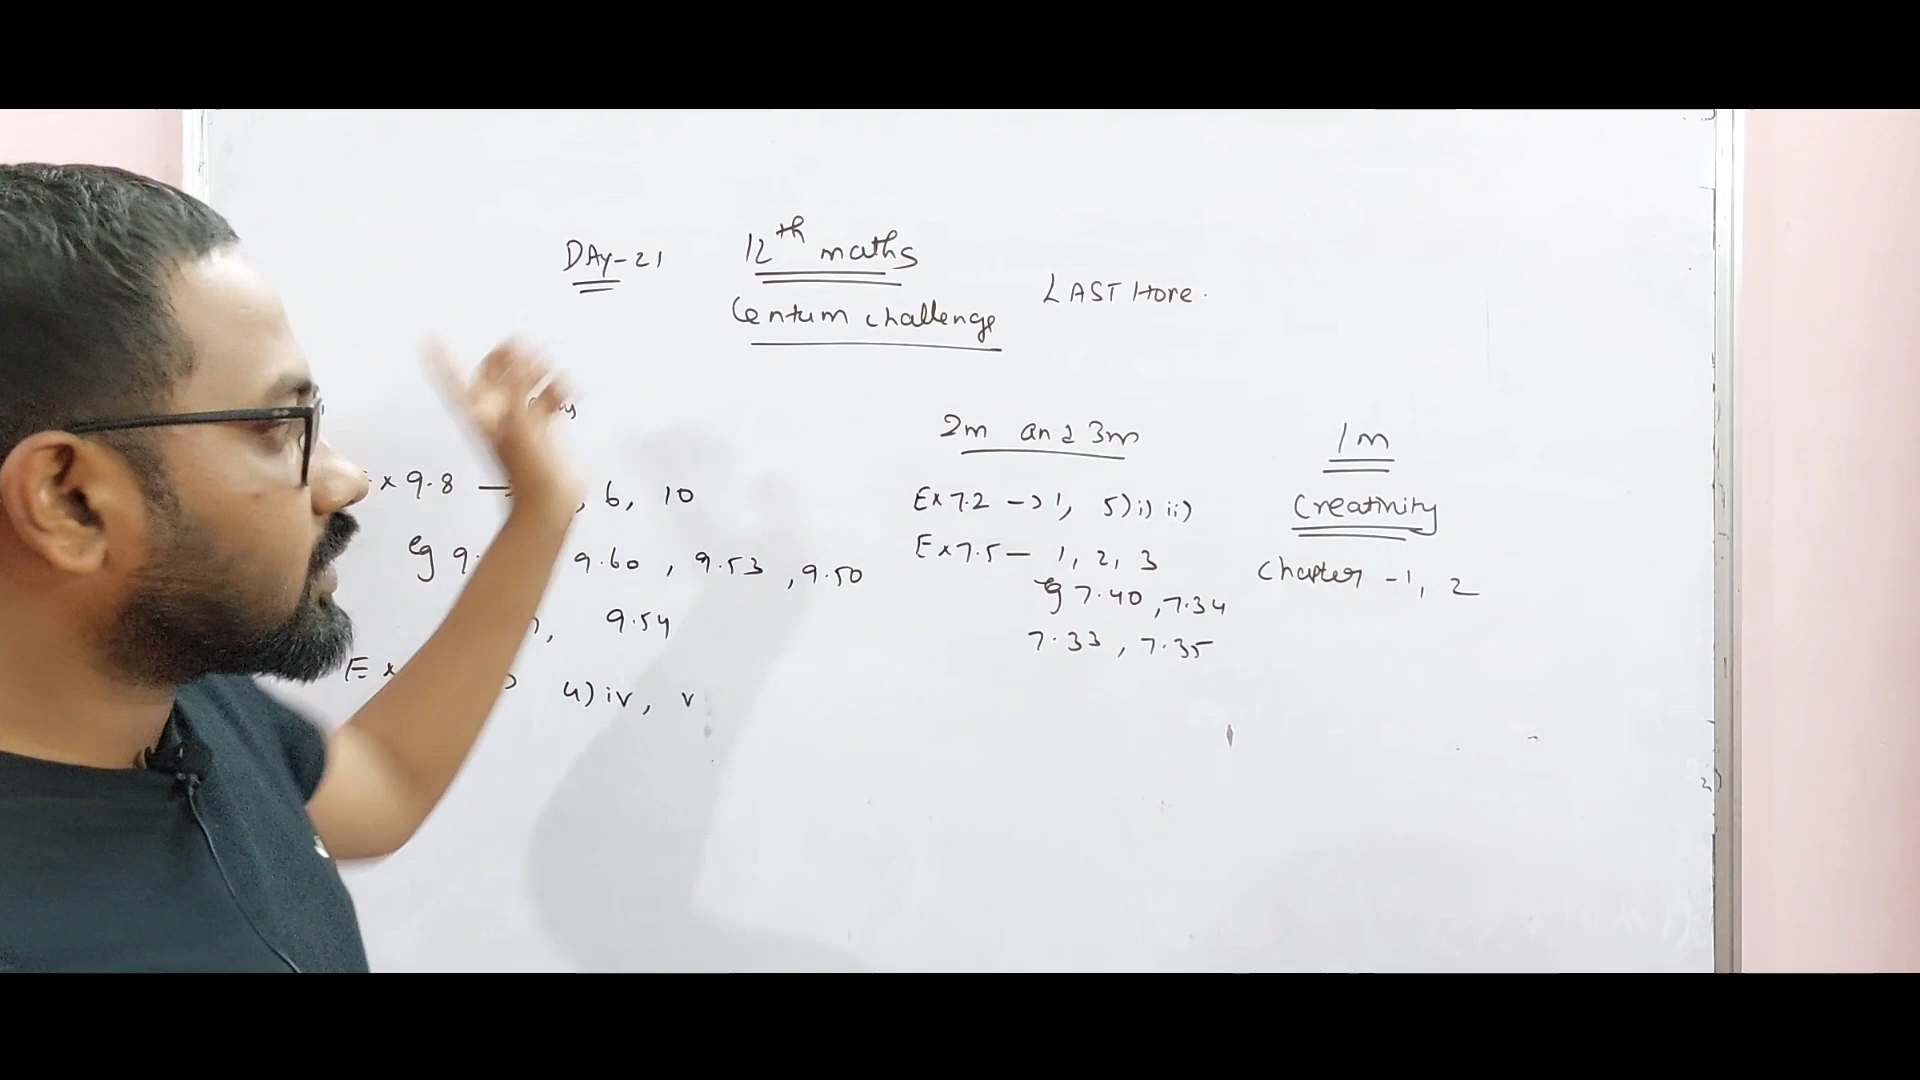 DAY-21
12th maths
Centum challenge
LAST Hore.
x 9.8 → , 6, 10
eg 9. 9.60, 9.53, 9.50
, 9.54
Ex 4) iv, v
2m and 3m
Ex 7.2 → 1, 5) i) ii)
Ex 7.5 - 1, 2, 3
eg 7.40, 7.34
7.33, 7.35
1m
Creativity
Chapter - 1, 2